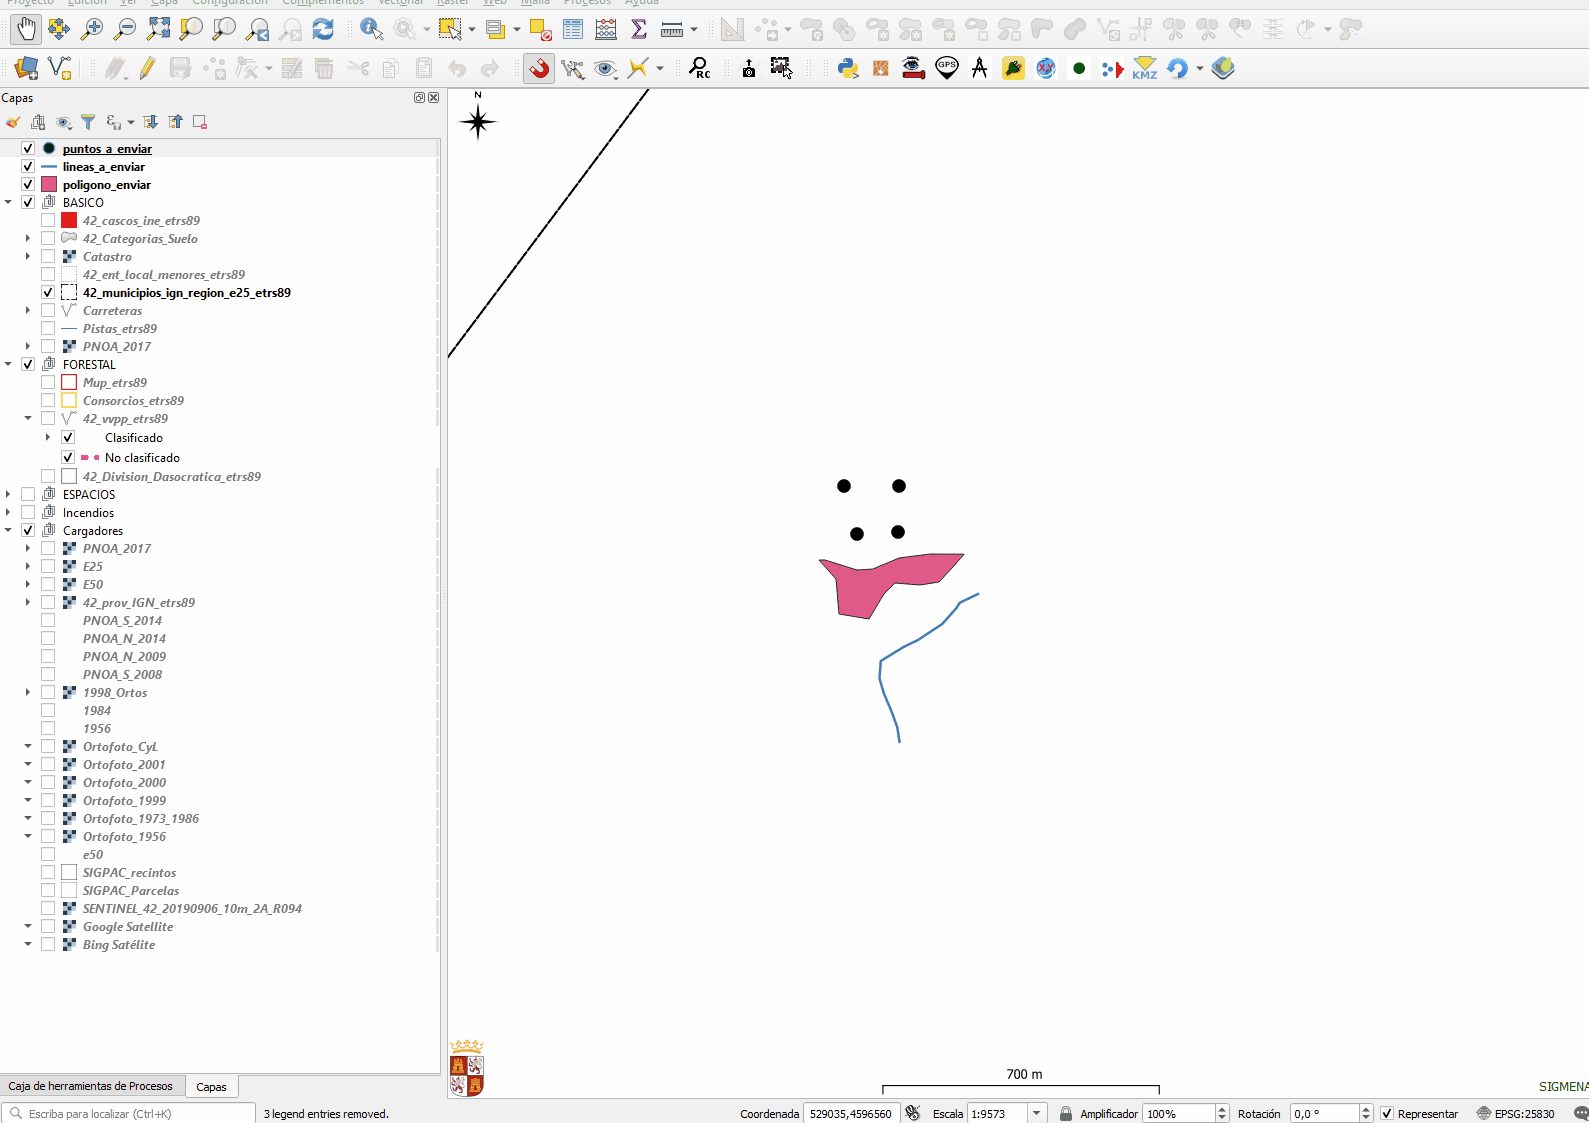 Proyecto Edición Ver Capa Configuración Complementos Vectorial Ráster Web Malla Procesos Ayuda
RC
GPS
KMZ
Capas
N
puntos_a_enviar
lineas_a_enviar
poligono_enviar
BASICO
42_cascos_ine_etrs89
42_Categorias_Suelo
Catastro
42_ent_local_menores_etrs89
42_municipios_ign_region_e25_etrs89
Carreteras
Pistas_etrs89
PNOA_2017
FORESTAL
Mup_etrs89
Consorcios_etrs89
42_vvpp_etrs89
Clasificado
No clasificado
42_Division_Dasocratica_etrs89
ESPACIOS
Incendios
Cargadores
PNOA_2017
E25
E50
42_prov_IGN_etrs89
PNOA_S_2014
PNOA_N_2014
PNOA_N_2009
PNOA_S_2008
1998_Ortos
1984
1956
Ortofoto_CyL
Ortofoto_2001
Ortofoto_2000
Ortofoto_1999
Ortofoto_1973_1986
Ortofoto_1956
e50
SIGPAC_recintos
SIGPAC_Parcelas
SENTINEL_42_20190906_10m_2A_R094
Google Satellite
Bing Satélite
700 m
Caja de herramientas de Procesos Capas
SIGMENA
Escriba para localizar (Ctrl+K) 3 legend entries removed. Coordenada 529035,4596560 Escala 1:9573 Amplificador 100% Rotación 0,0 ° Representar EPSG:25830